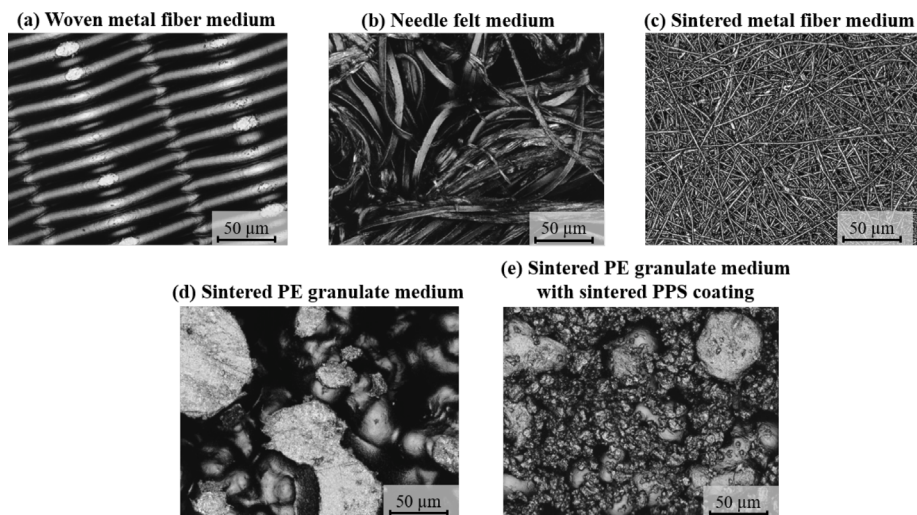 (a) Woven metal fiber medium
(b) Needle felt medium
(c) Sintered metal fiber medium
50 µm
50 µm
50 µm
(d) Sintered PE granulate medium
(e) Sintered PE granulate medium
with sintered PPS coating
50 µm
50 µm